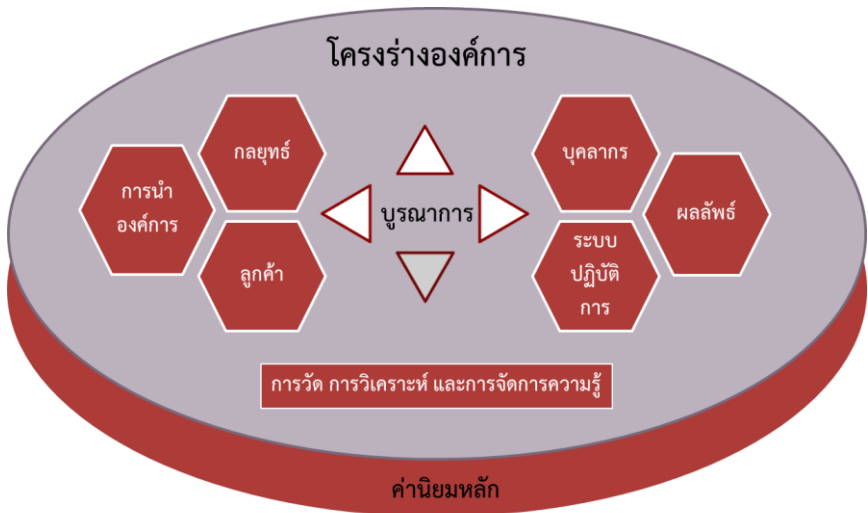 โครงร่างองค์การ
กลยุทธ์
บุคลากร
การนำ
องค์การ
บูรณาการ
ผลลัพธ์
ลูกค้า
ระบบ
ปฏิบัติ
การ
การวัด การวิเคราะห์ และการจัดการความรู้
ค่านิยมหลัก